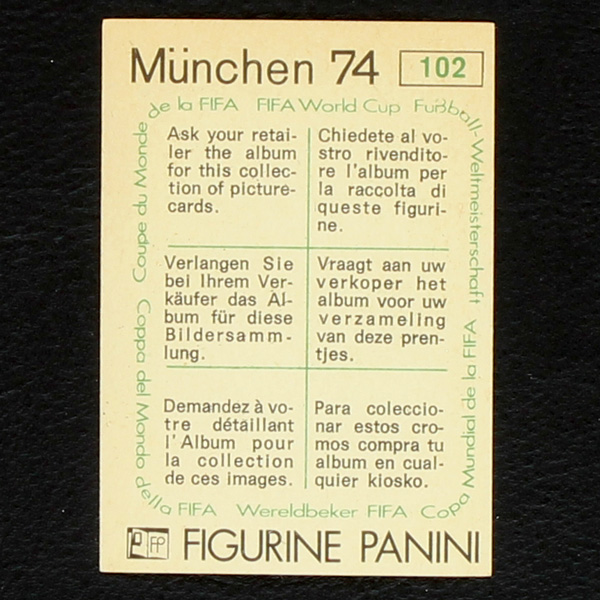 München 74 102
de la FIFA FIFA World Cup Fußball-Weltmeisterschaft
Ask your retai-
ler the album
for this collec-
tion of picture-
cards.
Chiedete al vo-
stro rivendito-
re l'album per
la raccolta di
queste figuri-
ne.
Verlangen Sie
bei Ihrem Ver-
käufer das Al-
bum für diese
Bildersamm-
lung.
Vraagt aan uw
verkoper het
album voor uw
verzameling
van deze pren-
tjes.
Demandez à vo-
tre détaillant
l'Album pour
la collection
de ces images.
Para coleccio-
nar estos cro-
mos compra tu
album en cual-
quier kiosko.
Coupe du Monde
Coppa del Mondo della FIFA Wereldbeker FIFA Copa Mundial de la FIFA
FP FIGURINE PANINI